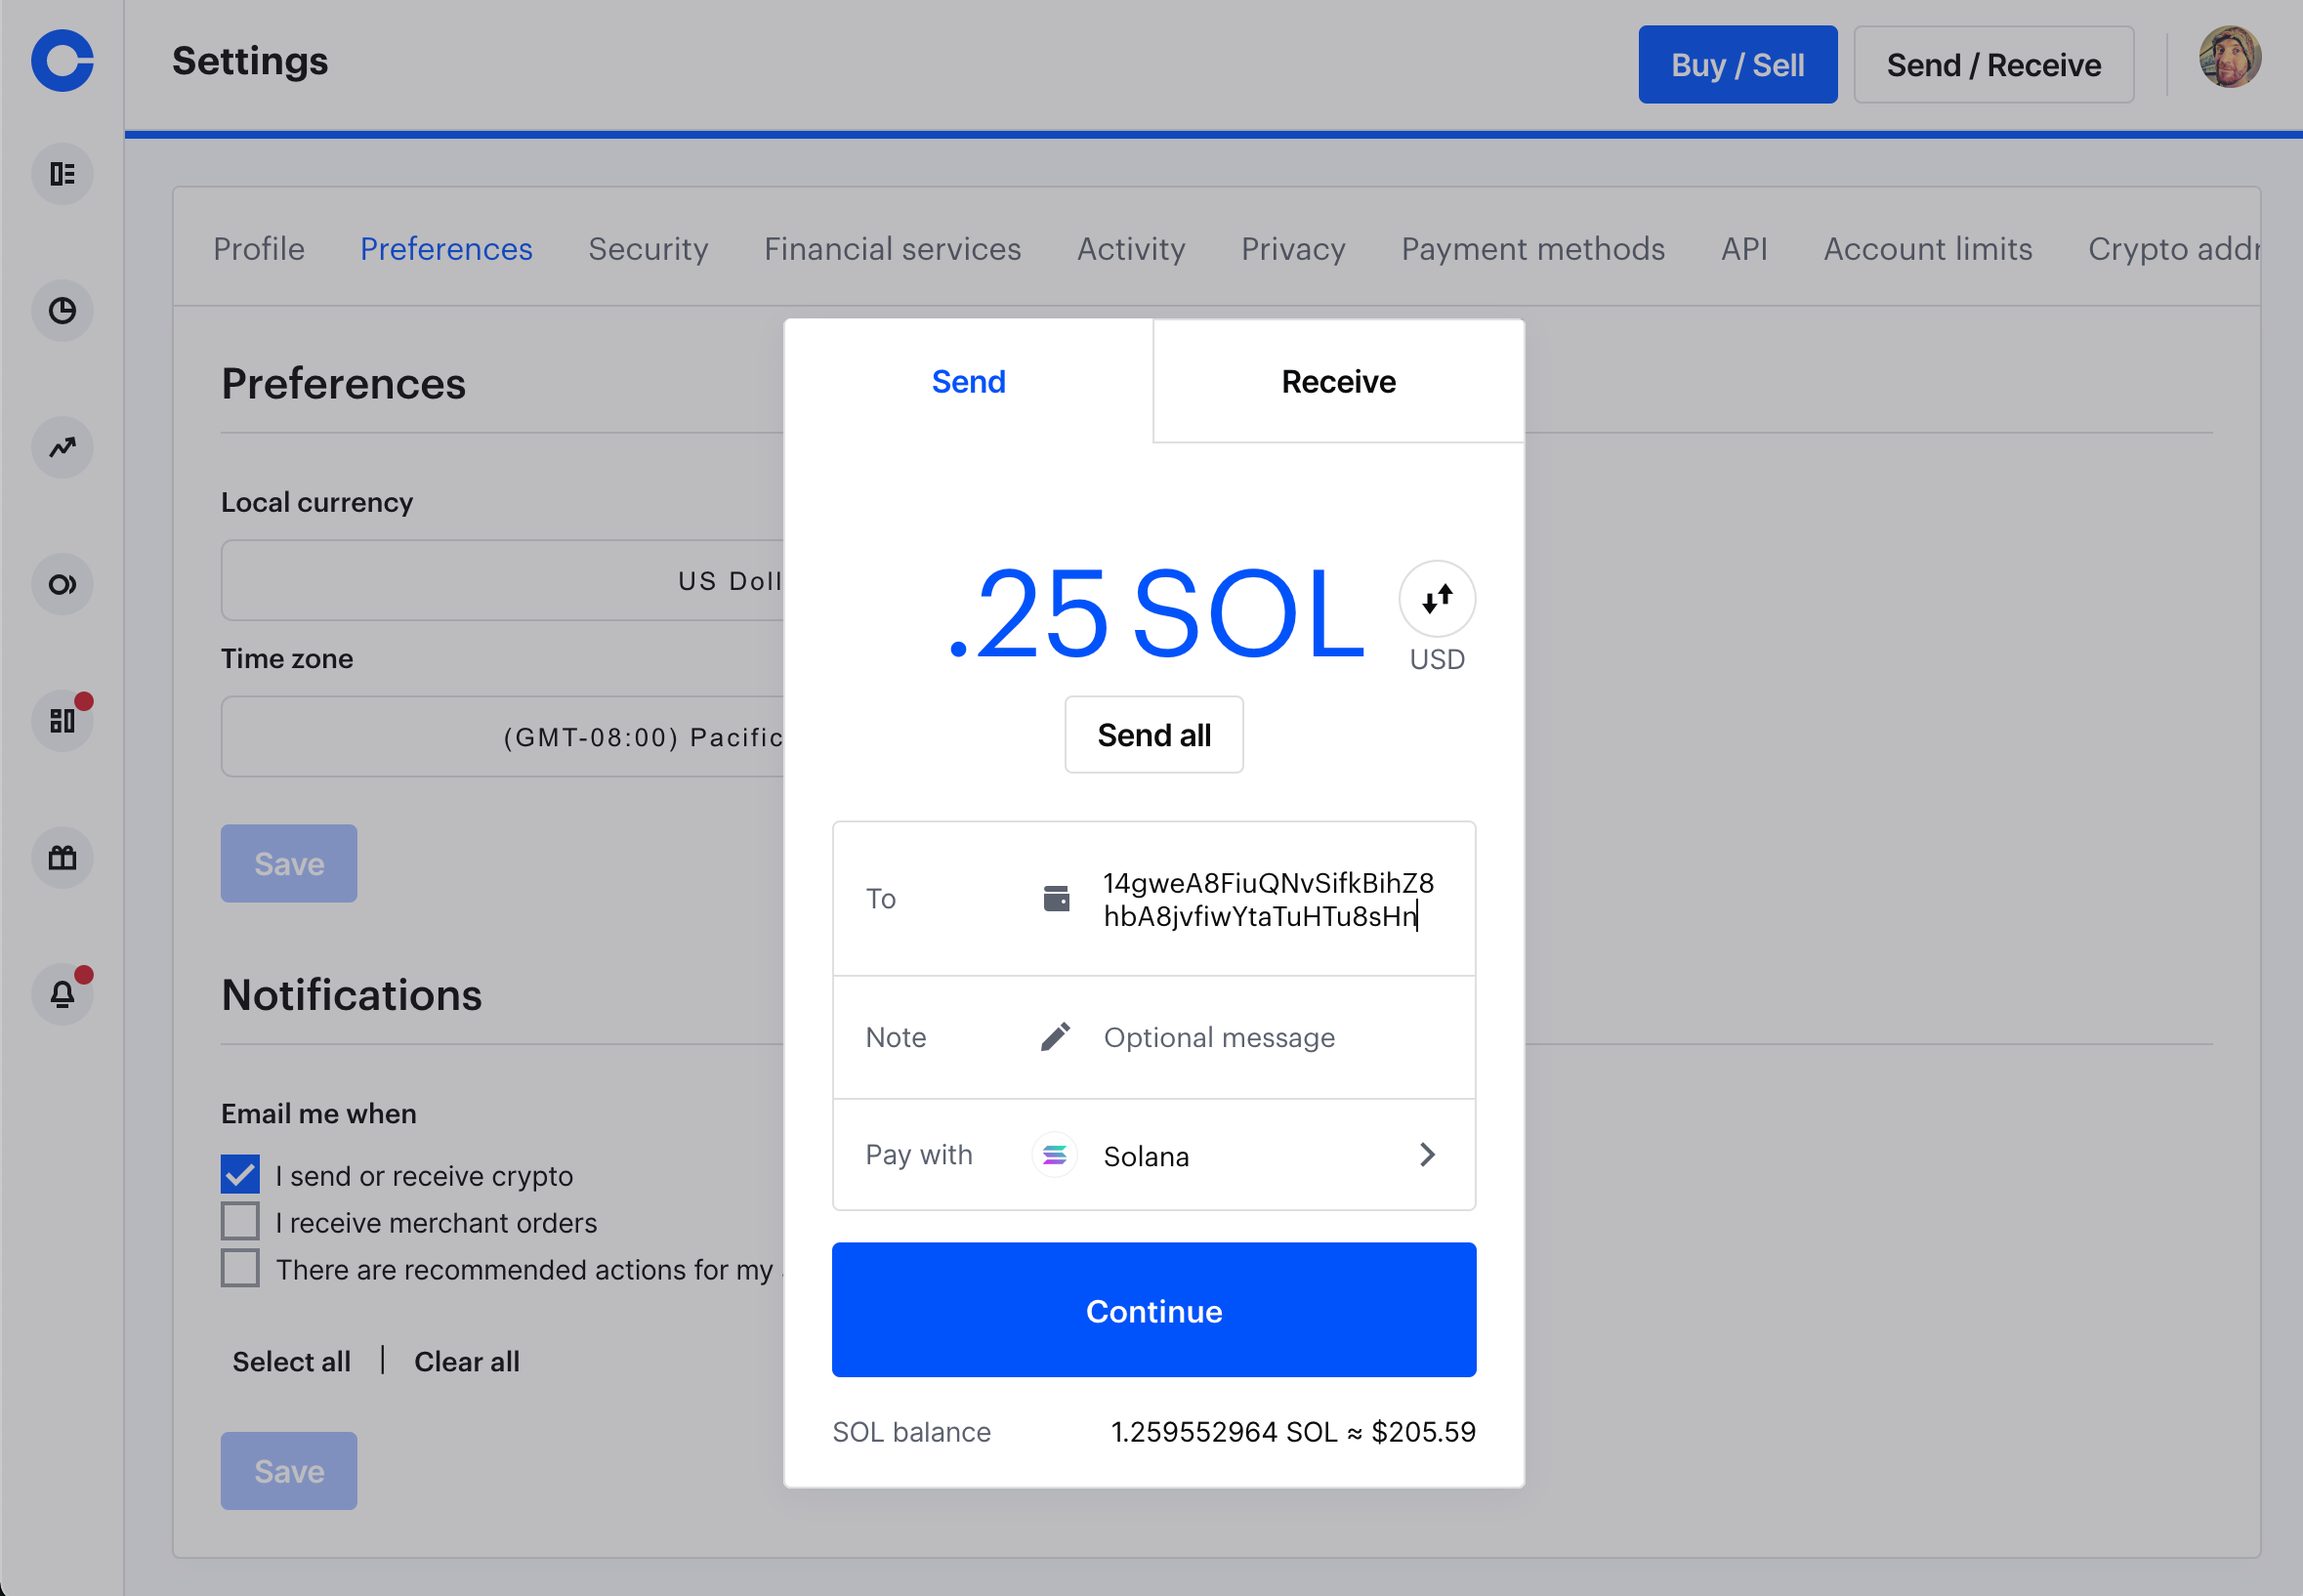 Settings
Buy / Sell
Send / Receive
Profile
Preferences
Security
Financial services
Activity
Privacy
Payment methods
API
Account limits
Crypto addr
Preferences
Local currency
US Doll
Time zone
(GMT-08:00) Pacific
Save
Notifications
Email me when
I send or receive crypto
I receive merchant orders
There are recommended actions for my
Select all | Clear all
Save
Send
Receive
.25 SOL
USD
Send all
To
14gweA8FiuQNvSifkBihZ8
hbA8jvfiwYtaTuHTu8sHn
Note
Optional message
Pay with
Solana
Continue
SOL balance
1.259552964 SOL ≈ $205.59